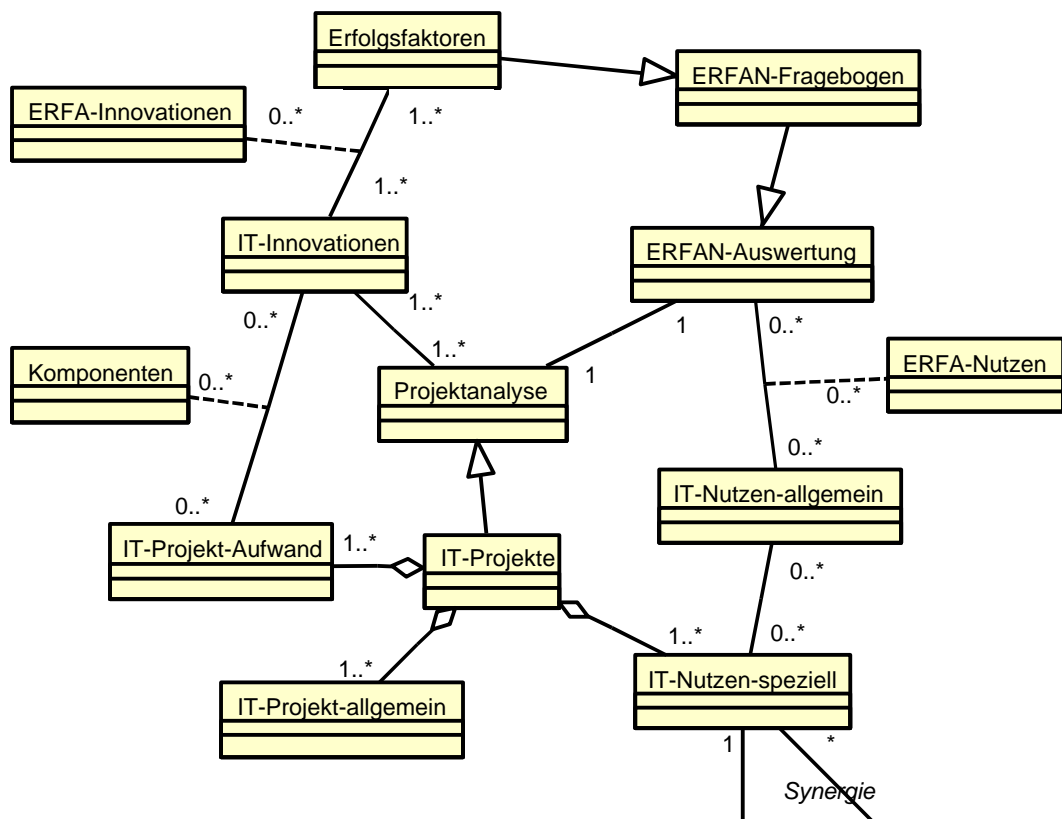 Erfolgsfaktoren
ERFAN-Fragebogen
ERFA-Innovationen
0..*
1..*
1..*
IT-Innovationen
ERFAN-Auswertung
0..*
1..*
1
0..*
Komponenten
0..*
1..*
1
ERFA-Nutzen
0..*
Projektanalyse
0..*
IT-Nutzen-allgemein
0..*
IT-Projekt-Aufwand
1..*
IT-Projekte
0..*
1..*
1..*
0..*
IT-Projekt-allgemein
IT-Nutzen-speziell
1
*
Synergie